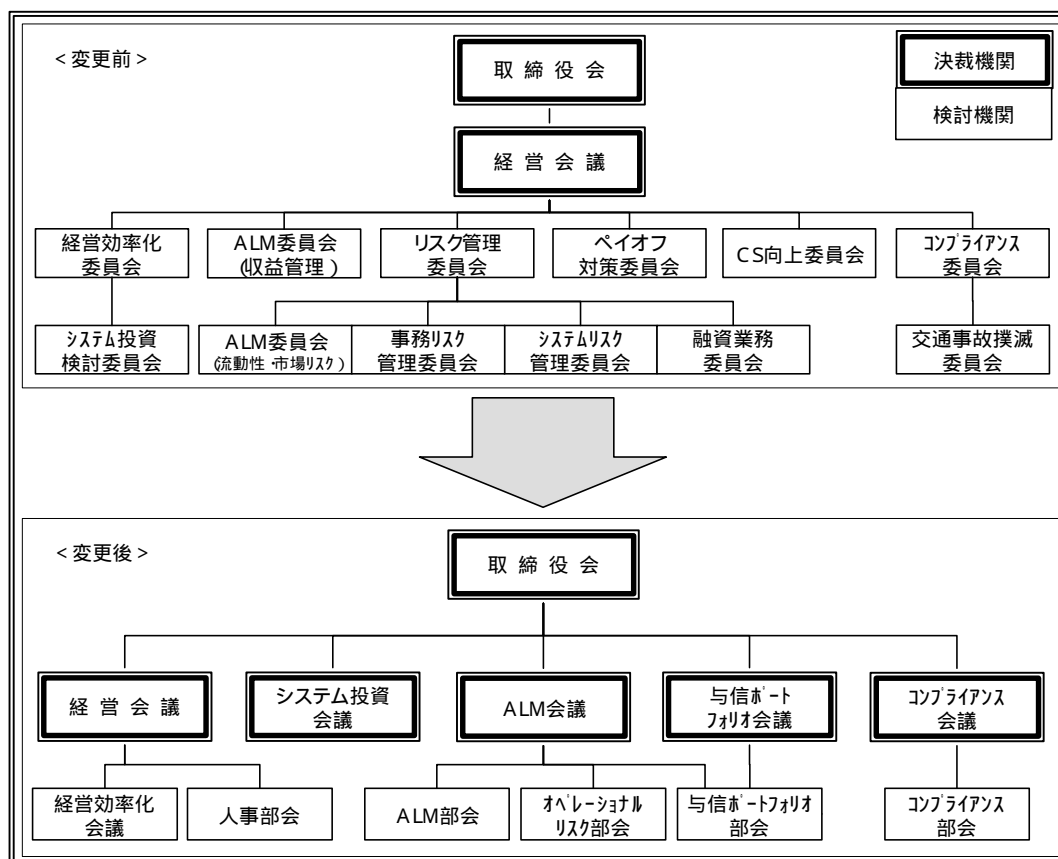 ＜変更前＞
取 締 役 会
決裁機関
検討機関
経 営 会 議
経営効率化
委員会
ALM委員会
(収益管理)
リスク管理
委員会
ペイオフ
対策委員会
CS向上委員会
ｺﾝﾌﾟﾗｲｱﾝｽ
委員会
ｼｽﾃﾑ投資
検討委員会
ALM委員会
(流動性・市場ﾘｽｸ)
事務ﾘｽｸ
管理委員会
ｼｽﾃﾑﾘｽｸ
管理委員会
融資業務
委員会
交通事故撲滅
委員会
＜変更後＞
取 締 役 会
経 営 会 議
システム投資
会議
ALM会議
与信ﾎﾟｰﾄ
ﾌｫﾘｵ会議
ｺﾝﾌﾟﾗｲｱﾝｽ
会議
経営効率化
会議
人事部会
ALM部会
ｵﾍﾟﾚｰｼｮﾅﾙ
ﾘｽｸ部会
与信ﾎﾟｰﾄﾌｫﾘｵ
部会
ｺﾝﾌﾟﾗｲｱﾝｽ
部会